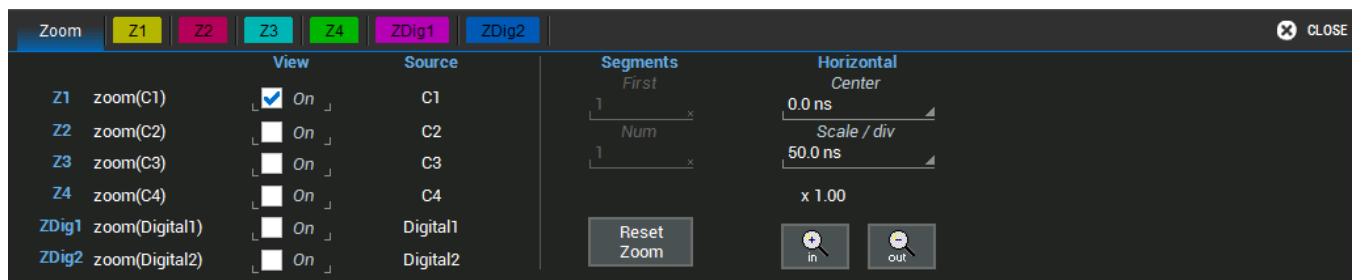 Zoom Z1 Z2 Z3 Z4 ZDig1 ZDig2 CLOSE
View Source Segments Horizontal
First Center
Z1 zoom(C1) On C1 1 0.0 ns
Z2 zoom(C2) On C2 Num Scale / div
Z3 zoom(C3) On C3 1 50.0 ns
Z4 zoom(C4) On C4 x 1.00
ZDig1 zoom(Digital1) On Digital1 Reset
ZDig2 zoom(Digital2) On Digital2 Zoom in out